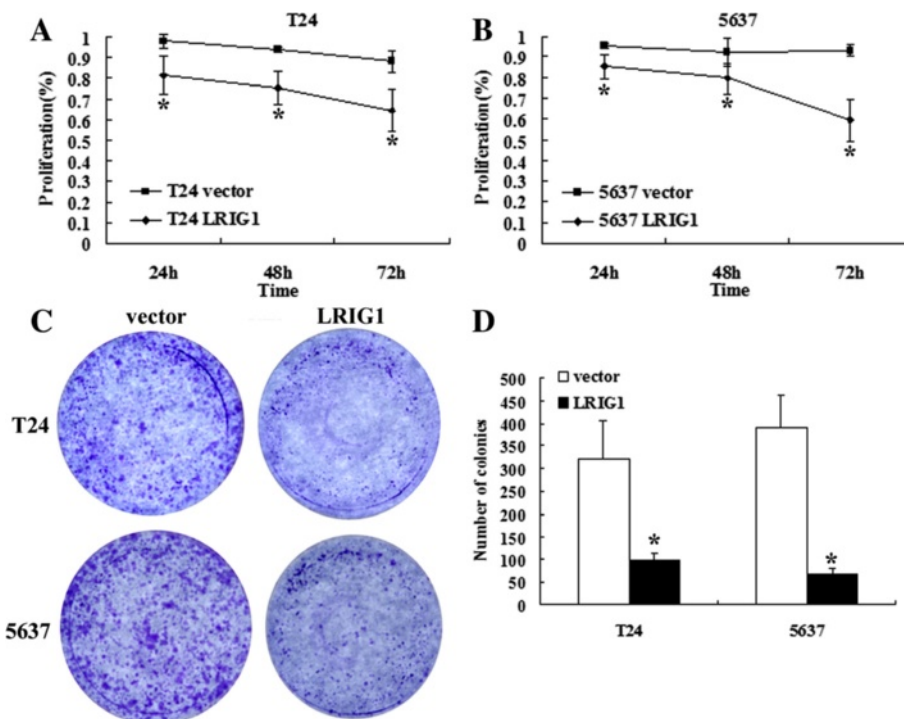 A
T24
Proliferation(%)
1
0.9
0.8
0.7
0.6
0.5
0.4
0.3
0.2
0.1
0
*
*
*
T24 vector
T24 LRIG1
24h
48h
72h
Time
B
5637
Proliferation(%)
1
0.9
0.8
0.7
0.6
0.5
0.4
0.3
0.2
0.1
0
*
*
*
5637 vector
5637 LRIG1
24h
48h
72h
Time
C
vector
LRIG1
T24
5637
D
vector
LRIG1
Number of colonies
500
450
400
350
300
250
200
150
100
50
0
*
*
T24
5637